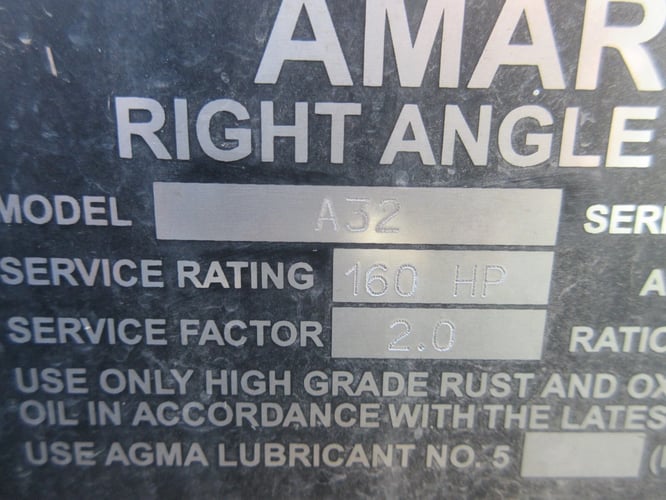 AMAR
RIGHT ANGLE
MODEL A32 SERI
SERVICE RATING 160 HP A
SERVICE FACTOR 2.0 RATIO
USE ONLY HIGH GRADE RUST AND OX
OIL IN ACCORDANCE WITH THE LATES
USE AGMA LUBRICANT NO. 5 (